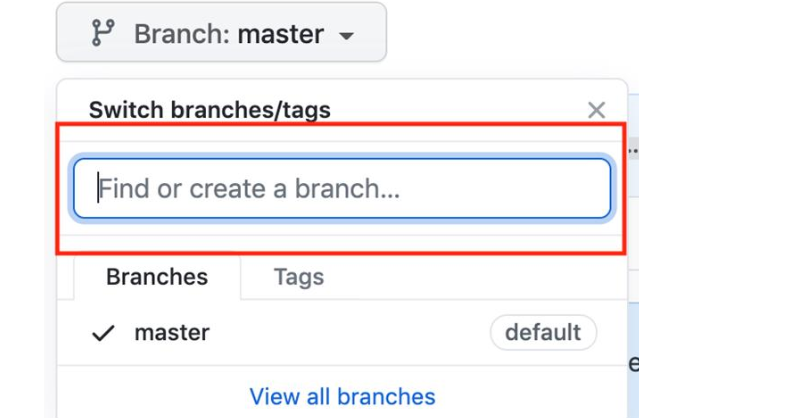 Branch: master
Switch branches/tags
Find or create a branch...
Branches Tags
master default
View all branches